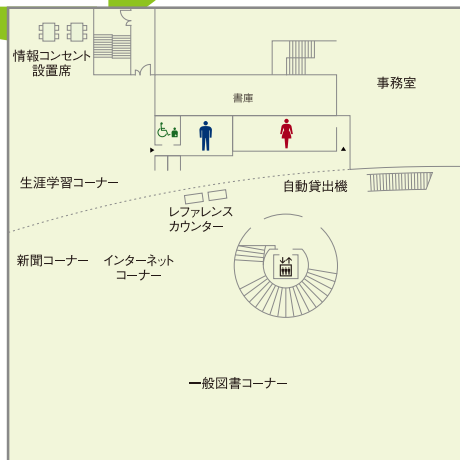 情報コンセント
設置席
事務室
書庫
生涯学習コーナー
自動貸出機
レファレンス
カウンター
新聞コーナー
インターネット
コーナー
一般図書コーナー